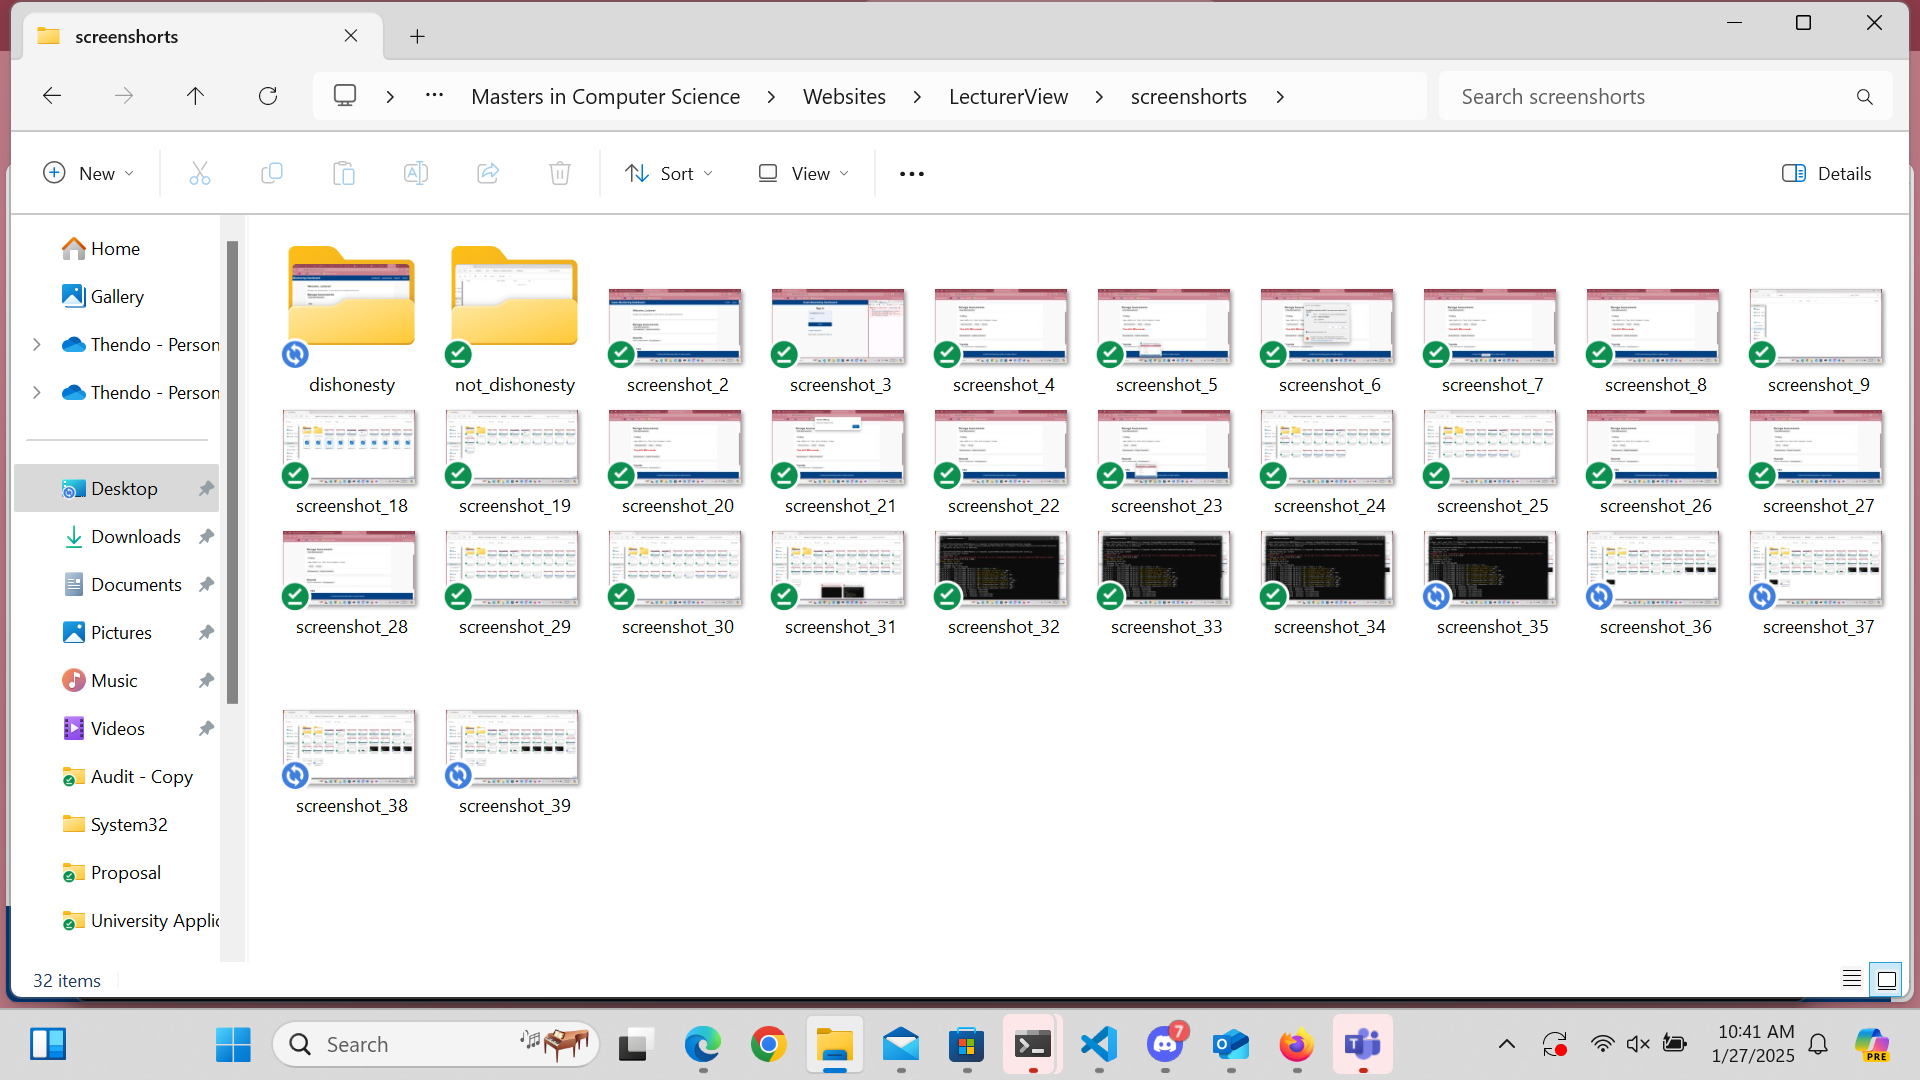 screenshorts
Masters in Computer Science
Websites
LecturerView
screenshorts
Search screenshorts
New
Sort
View
Details
Home
Gallery
Thendo - Person
Thendo - Person
Desktop
Downloads
Documents
Pictures
Music
Videos
Audit - Copy
System32
Proposal
University Applic
dishonesty
not_dishonesty
screenshot_2
screenshot_3
screenshot_4
screenshot_5
screenshot_6
screenshot_7
screenshot_8
screenshot_9
screenshot_18
screenshot_19
screenshot_20
screenshot_21
screenshot_22
screenshot_23
screenshot_24
screenshot_25
screenshot_26
screenshot_27
screenshot_28
screenshot_29
screenshot_30
screenshot_31
screenshot_32
screenshot_33
screenshot_34
screenshot_35
screenshot_36
screenshot_37
screenshot_38
screenshot_39
32 items
Search
7
10:41 AM
1/27/2025
PRE